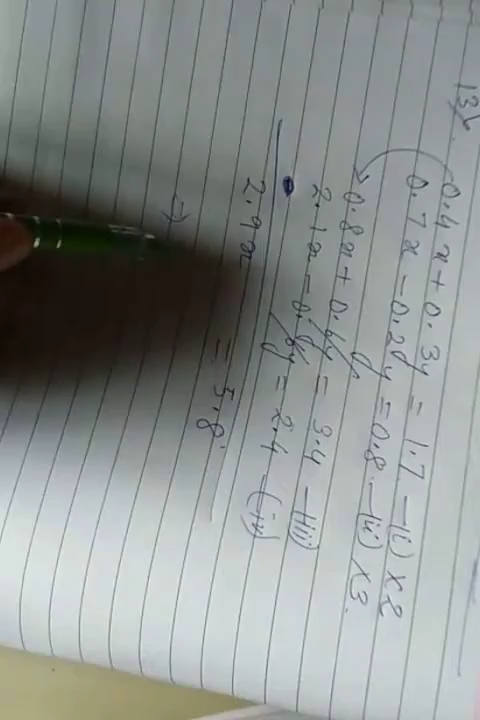 13.
0.4x + 0.3y = 1.7 – (i) × 2
0.7x – 0.2y = 0.8 – (ii) × 3.
0.8x + 0.6y = 3.4 – (iii)
2.1x – 0.6y = 2.4 – (iv)
2.9x = 5.8
⇒